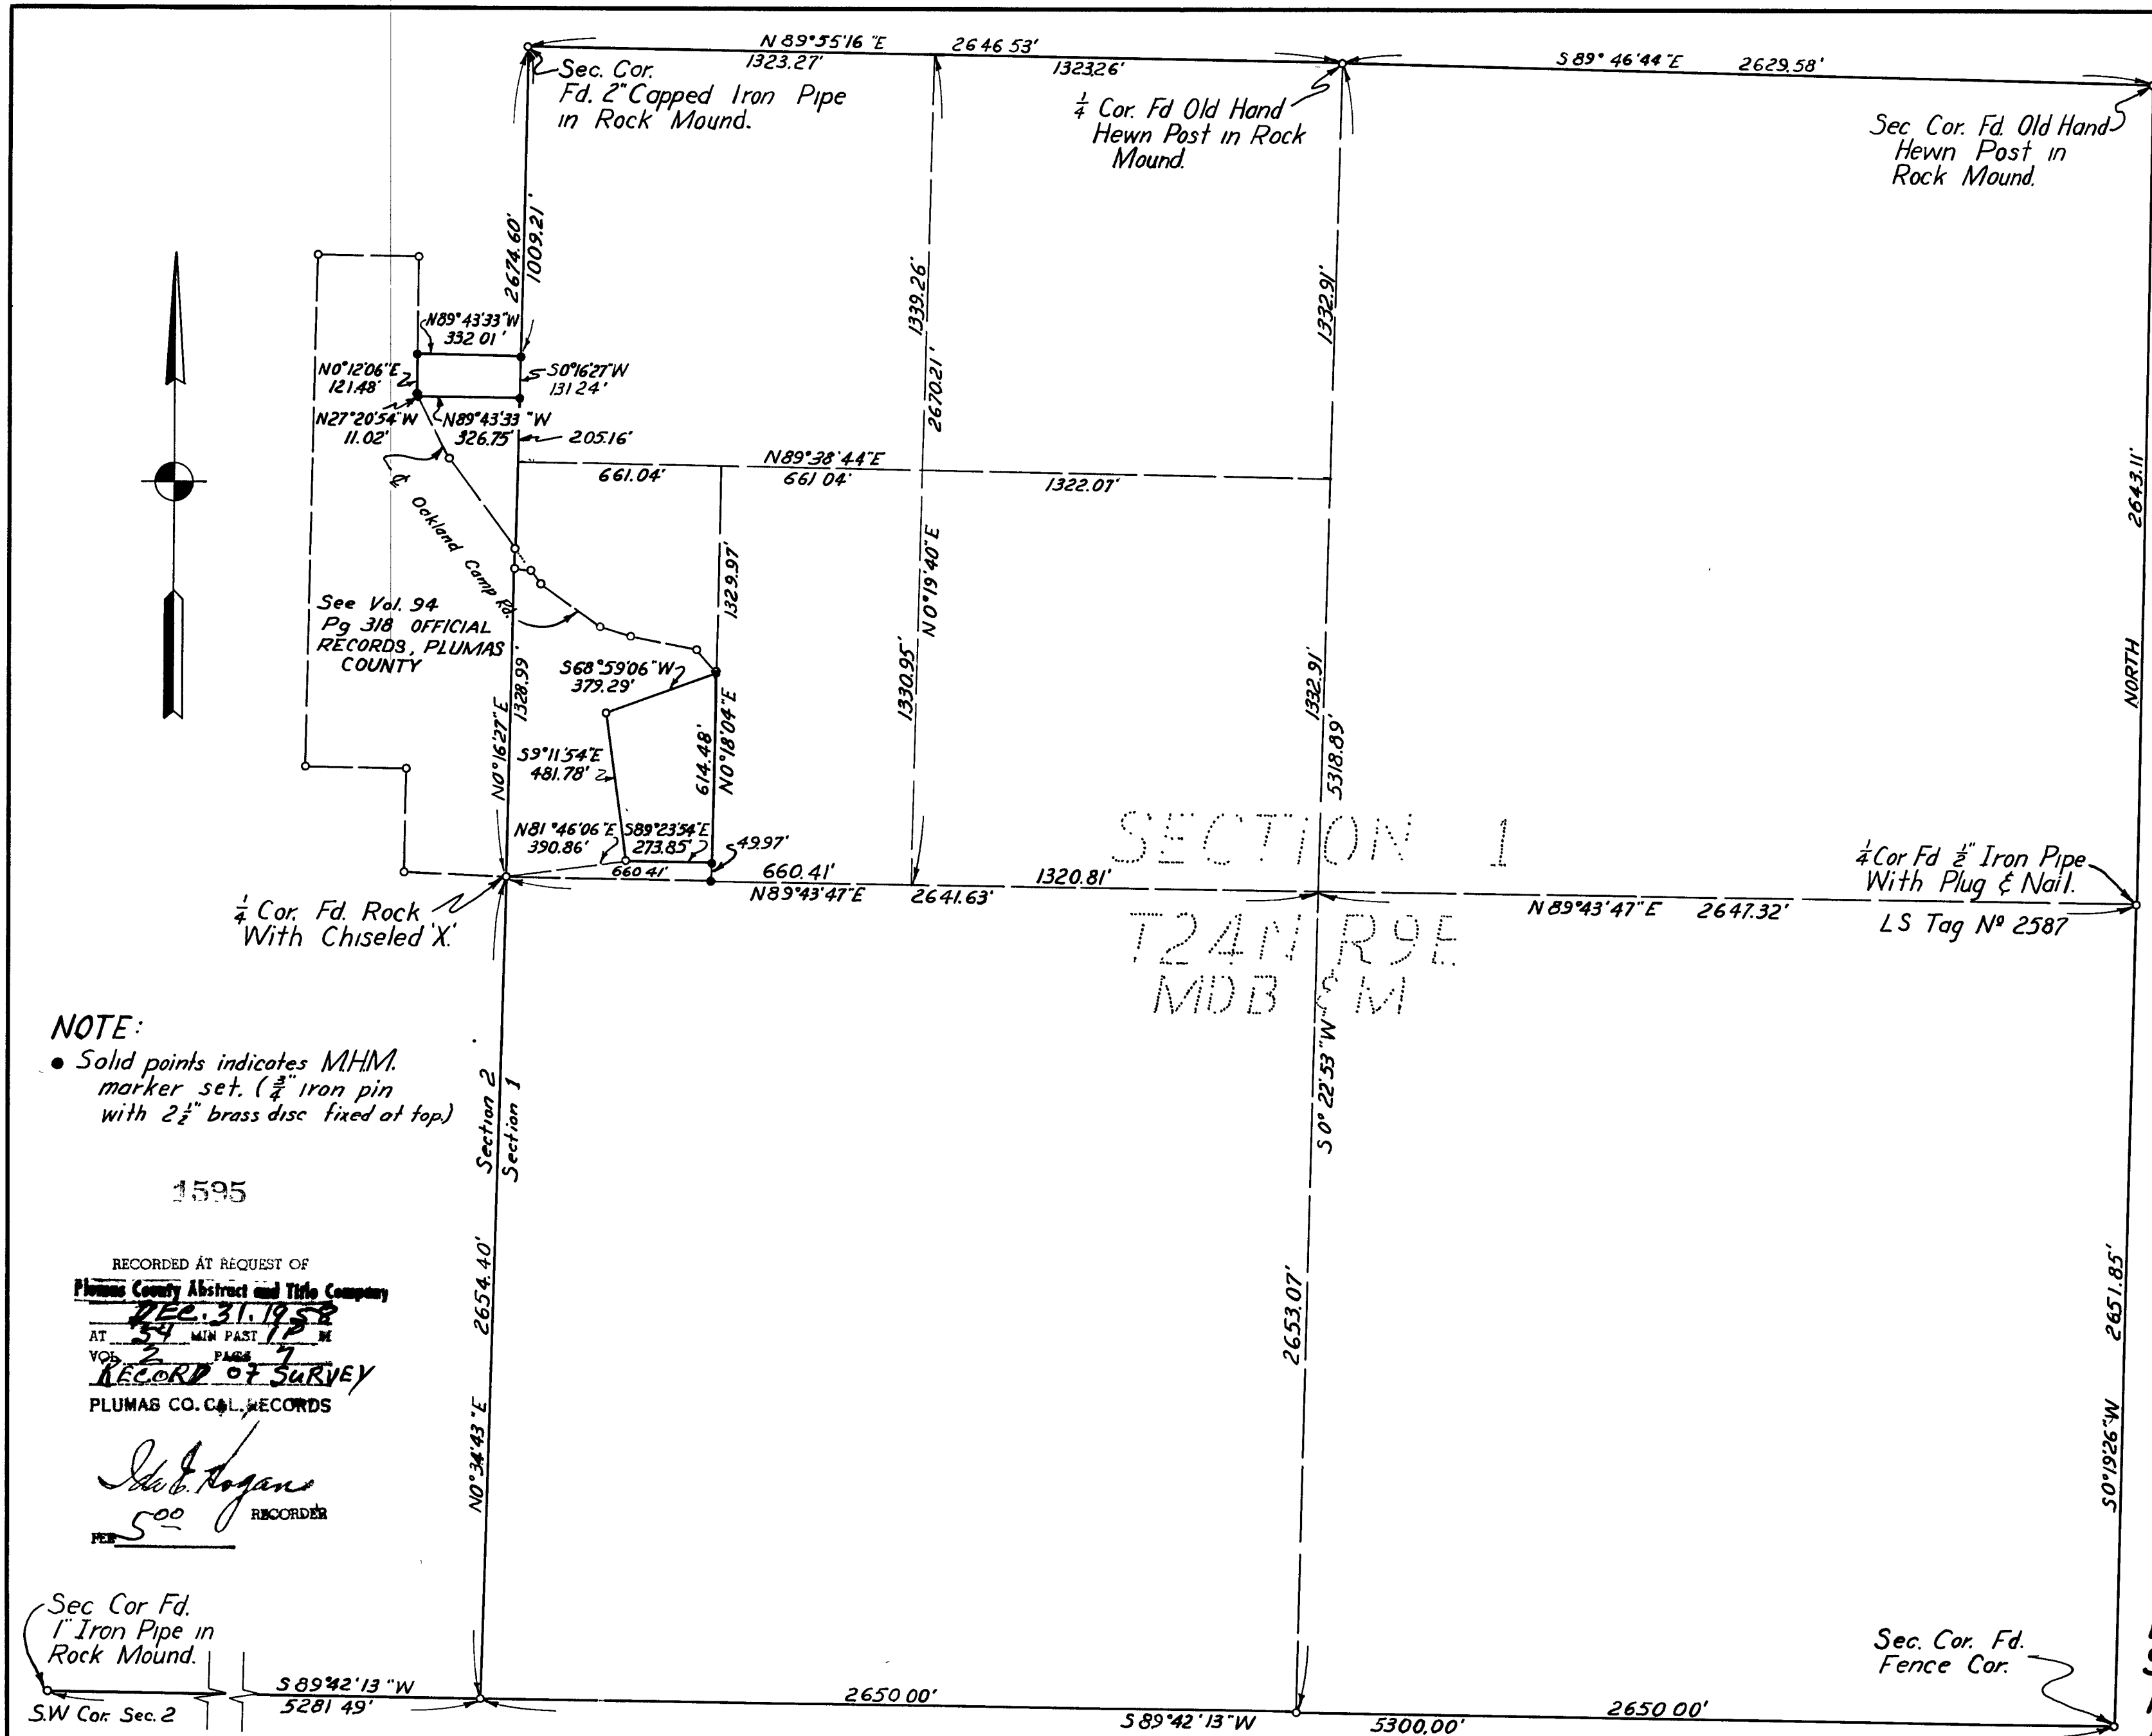 N 89°55'16 "E 2646 53'
1323.27'
1323.26'
S 89° 46'44 "E 2629.58'
Sec. Cor.
Fd. 2" Capped Iron Pipe
in Rock Mound.
1/4 Cor. Fd Old Hand
Hewn Post in Rock
Mound.
Sec Cor. Fd. Old Hand
Hewn Post in
Rock Mound.
2674.60'
1009.21'
1339.26'
2670.21'
1332.91'
2643.11'
NORTH
N89°43'33"W
332 01'
N0°12'06"E
121.48'
S0°16'27"W
131 24'
N27°20'54"W
11.02'
N89°43'33 "W
326.75'
205.16'
N89°38'44"E
661.04'
661 04'
1322.07'
℄ Oakland Camp Rd.
See Vol. 94
Pg 318 OFFICIAL
RECORDS, PLUMAS
COUNTY
1329.97'
N 0°19'40"E
1330.95'
1332.91'
5318.89'
S68°59'06"W
379.29'
N0°16'27"E
1328.99'
S9°11'54"E
481.78'
614.48'
N0°18'04"E
N81°46'06"E
390.86'
S89°23'54"E
273.85'
49.97'
660 41'
660.41'
1320.81'
N89°43'47"E 2641.63'
N 89°43'47"E 2647.32'
SECTION 1
T24N R9E
MDB & M
1/4 Cor Fd 1/2" Iron Pipe
With Plug & Nail.
LS Tag Nº 2587
1/4 Cor. Fd. Rock
With Chiseled 'X'.
NOTE:
● Solid points indicates M.H.M.
marker set. (3/4" iron pin
with 2 1/2" brass disc fixed at top.)
Section 2
Section 1
S 0° 22'53 "W
1595
RECORDED AT REQUEST OF
Plumas County Abstract and Title Company
DEC. 31. 1958
AT 54 MIN PAST 1 P M
VOL 2 PAGE 7
RECORD OF SURVEY
PLUMAS CO. CAL. RECORDS
Ida E. Hogan
RECORDER
FEE 5 00
2654.40'
N0°34'43 "E
2653.07'
2651.85'
S0°19'26"W
Sec Cor Fd.
1" Iron Pipe in
Rock Mound.
S.W Cor. Sec. 2
S 89°42'13 "W
5281 49'
2650 00'
S 89°42 '13 "W
5300.00'
2650 00'
Sec. Cor. Fd.
Fence Cor.